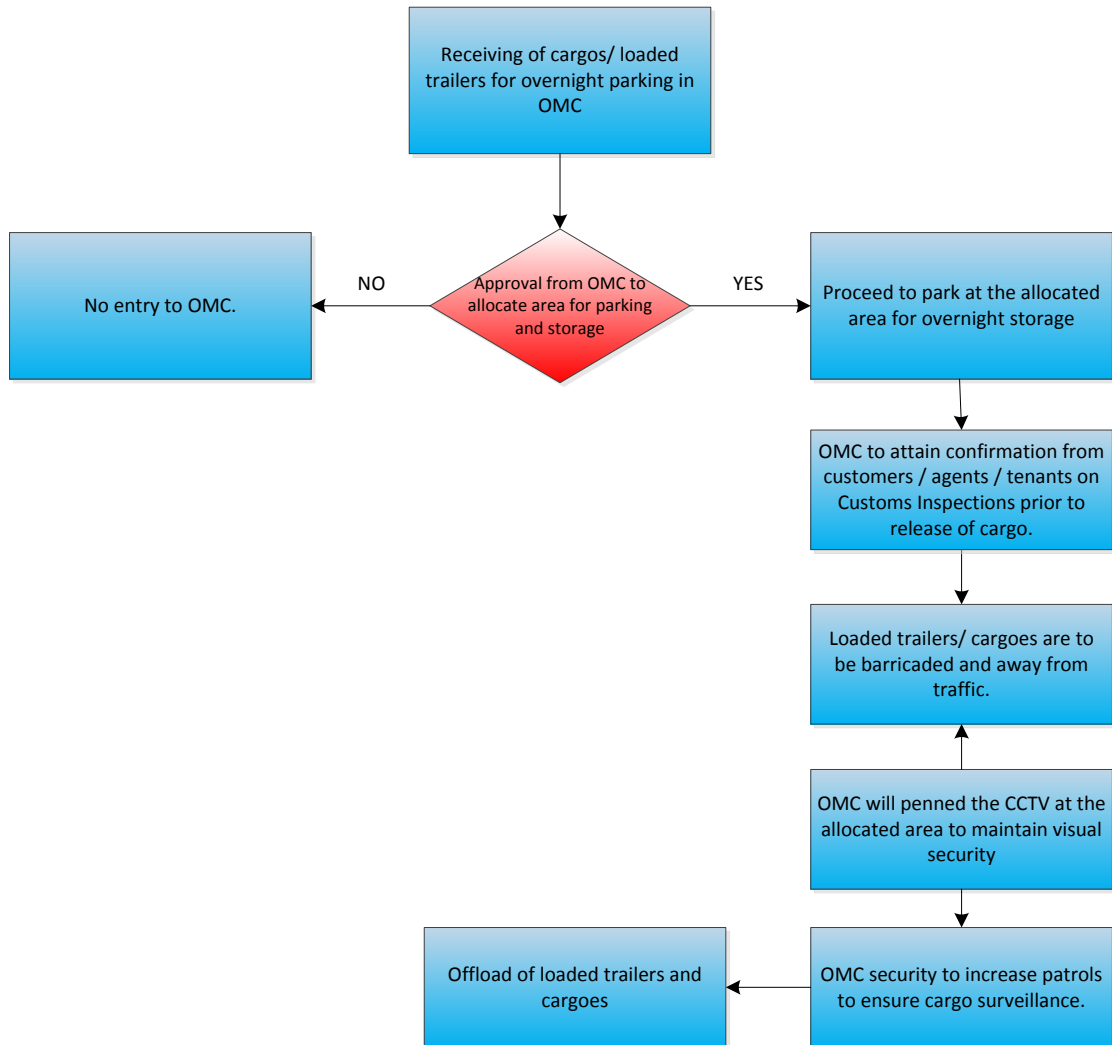 Receiving of cargos/ loaded
trailers for overnight parking in
OMC
No entry to OMC.
NO
Approval from OMC to
allocate area for parking
and storage
YES
Proceed to park at the allocated
area for overnight storage
OMC to attain confirmation from
customers / agents / tenants on
Customs Inspections prior to
release of cargo.
Loaded trailers/ cargoes are to
be barricaded and away from
traffic.
OMC will penned the CCTV at the
allocated area to maintain visual
security
Offload of loaded trailers and
cargoes
OMC security to increase patrols
to ensure cargo surveillance.